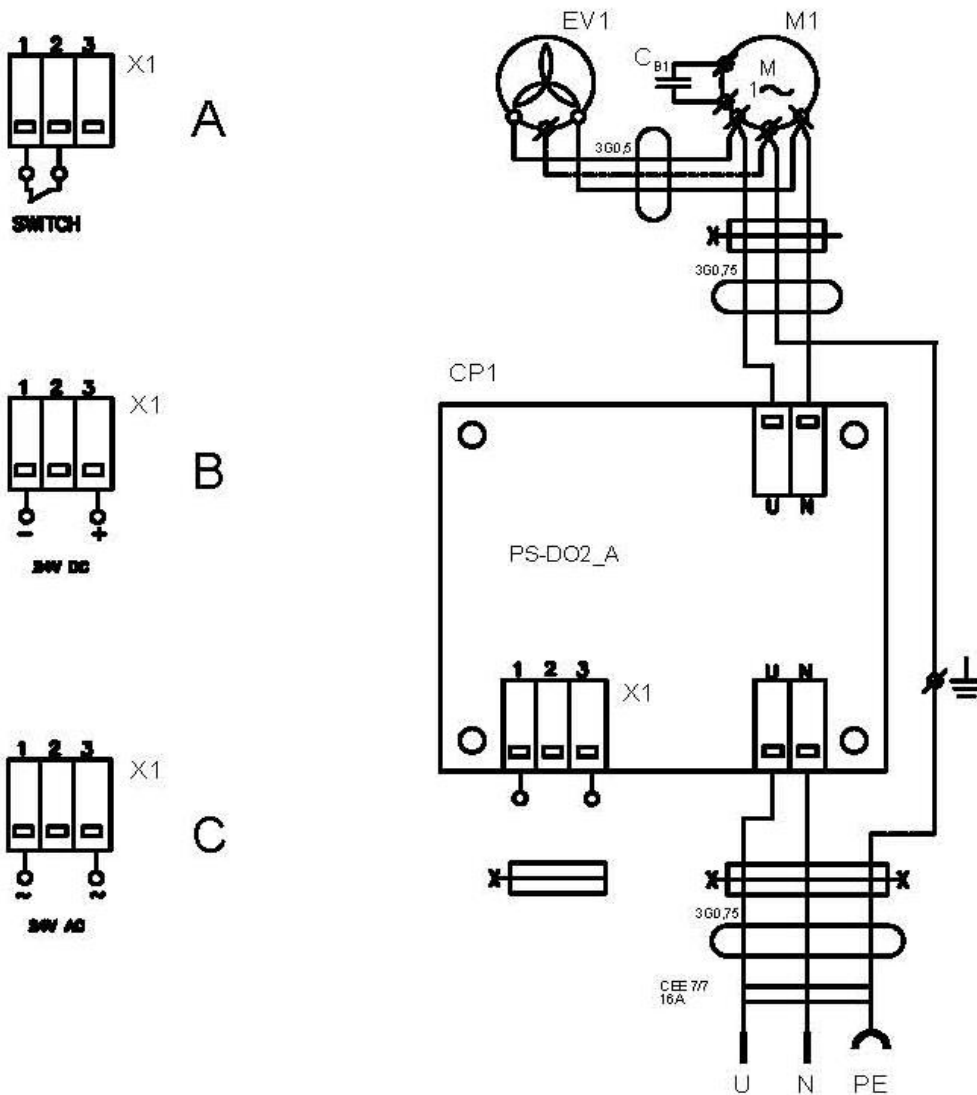 1 2 3
X1
A
SWITCH
1 2 3
X1
B
- +
24V DC
1 2 3
X1
C
~ ~
24V AC
EV1
M1
C B1
M
1 ~
3G0,5
3G0,75
CP1
U N
PS-DO2_A
1 2 3
X1
U N
3G0,75
CEE 7/7
16A
U N PE